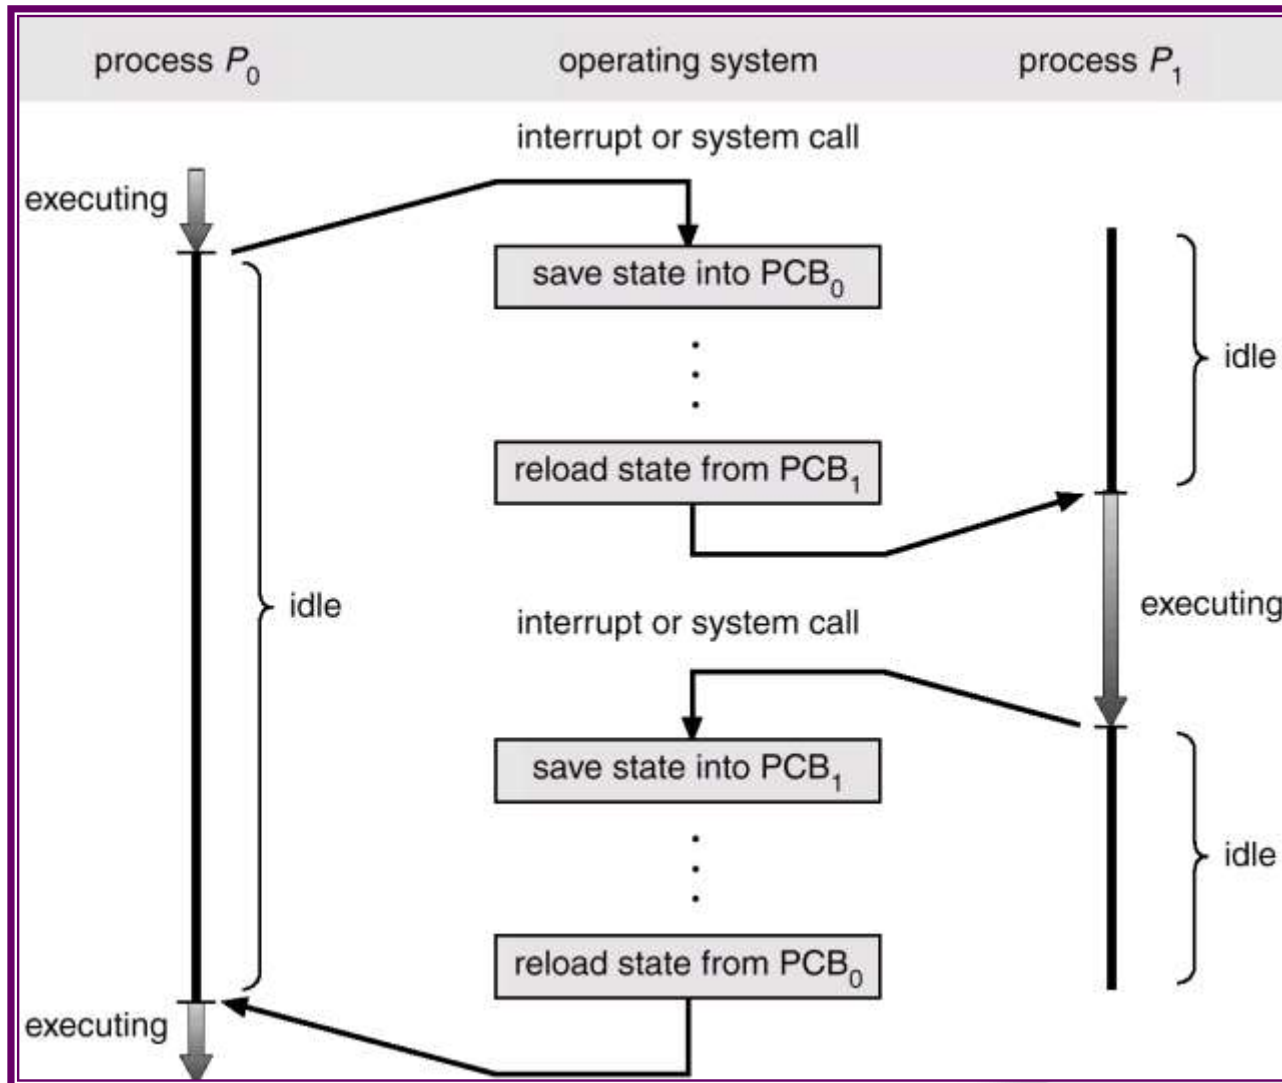 process P₀ operating system process P₁
interrupt or system call
executing
save state into PCB₀
idle
reload state from PCB₁
idle
executing
interrupt or system call
save state into PCB₁
idle
reload state from PCB₀
executing